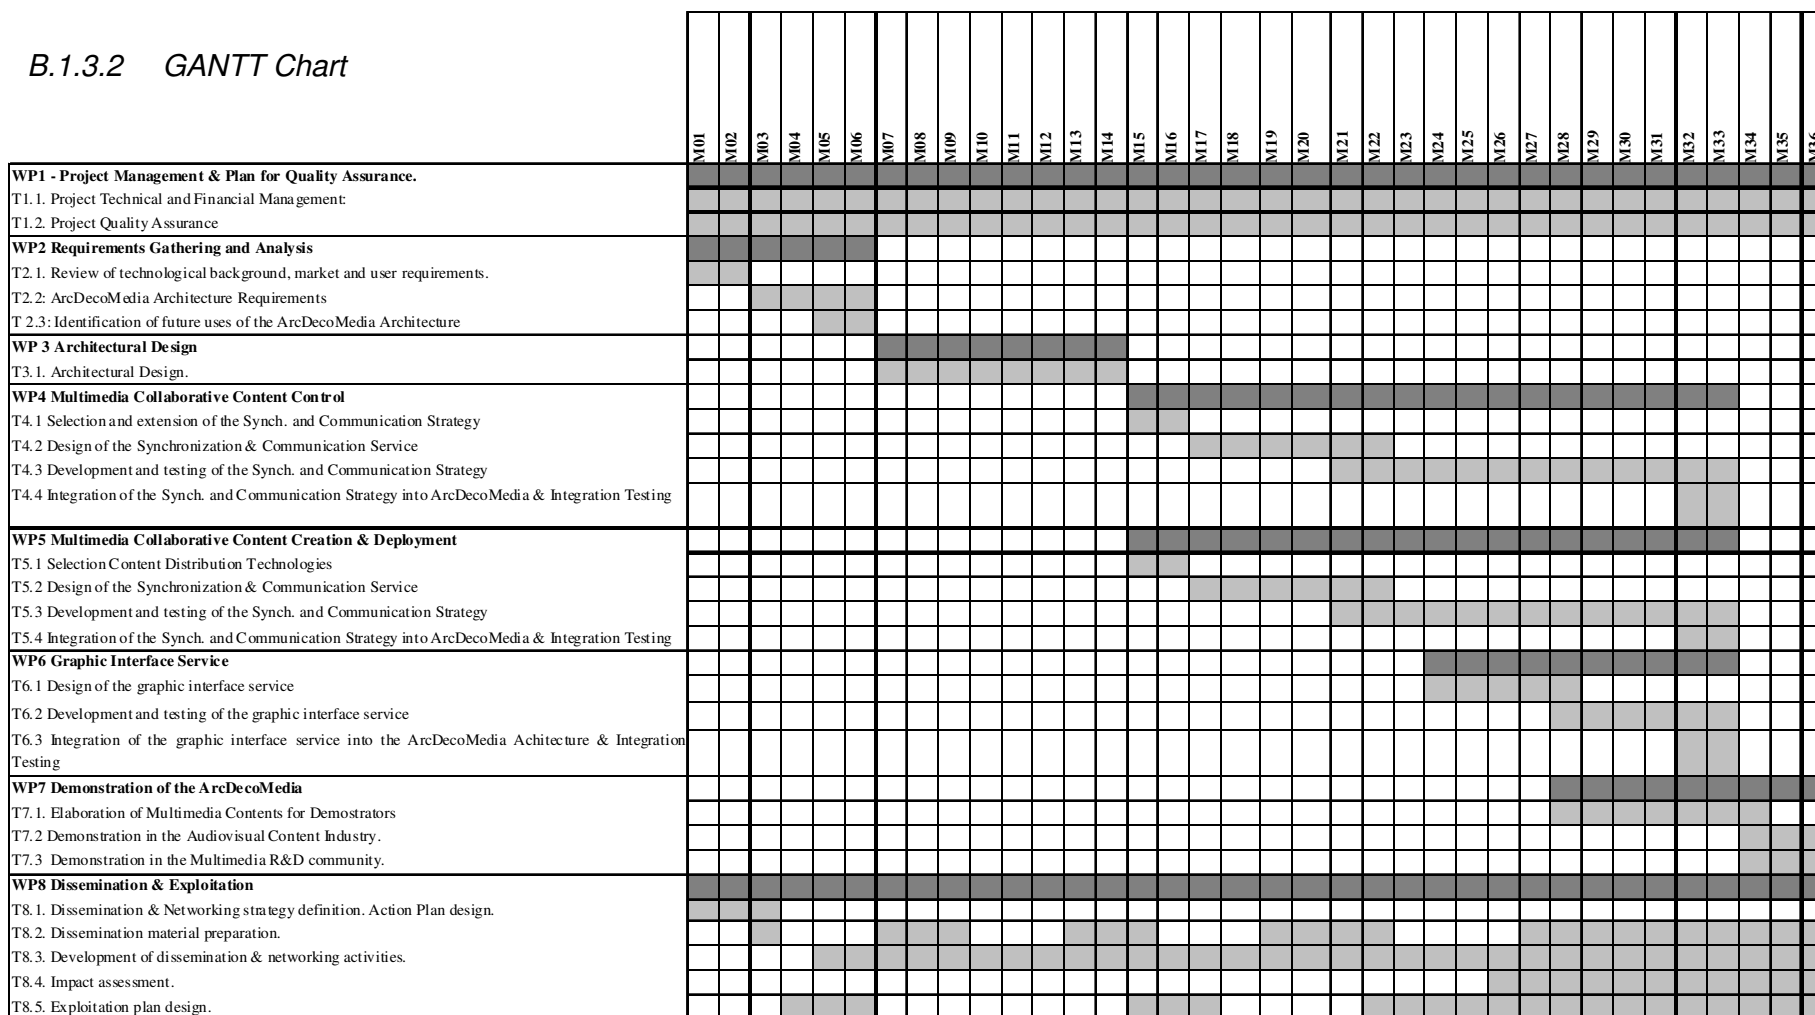 B.1.3.2 GANTT Chart
M01 M02 M03 M04 M05 M06 M07 M08 M09 M10 M11 M12 M13 M14 M15 M16 M17 M18 M19 M20 M21 M22 M23 M24 M25 M26 M27 M28 M29 M30 M31 M32 M33 M34 M35 M36
WP1 - Project Management & Plan for Quality Assurance.
T1.1. Project Technical and Financial Management:
T1.2. Project Quality Assurance
WP2 Requirements Gathering and Analysis
T2.1. Review of technological background, market and user requirements.
T2.2: ArcDecoMedia Architecture Requirements
T 2.3: Identification of future uses of the ArcDecoMedia Architecture
WP 3 Architectural Design
T3.1. Architectural Design.
WP4 Multimedia Collaborative Content Control
T4.1 Selection and extension of the Synch. and Communication Strategy
T4.2 Design of the Synchronization & Communication Service
T4.3 Development and testing of the Synch. and Communication Strategy
T4.4 Integration of the Synch. and Communication Strategy into ArcDecoMedia & Integration Testing
WP5 Multimedia Collaborative Content Creation & Deployment
T5.1 Selection Content Distribution Technologies
T5.2 Design of the Synchronization & Communication Service
T5.3 Development and testing of the Synch. and Communication Strategy
T5.4 Integration of the Synch. and Communication Strategy into ArcDecoMedia & Integration Testing
WP6 Graphic Interface Service
T6.1 Design of the graphic interface service
T6.2 Development and testing of the graphic interface service
T6.3 Integration of the graphic interface service into the ArcDecoMedia Achitecture & Integration
Testing
WP7 Demonstration of the ArcDecoMedia
T7.1. Elaboration of Multimedia Contents for Demostrators
T7.2 Demonstration in the Audiovisual Content Industry.
T7.3 Demonstration in the Multimedia R&D community.
WP8 Dissemination & Exploitation
T8.1. Dissemination & Networking strategy definition. Action Plan design.
T8.2. Dissemination material preparation.
T8.3. Development of dissemination & networking activities.
T8.4. Impact assessment.
T8.5. Exploitation plan design.